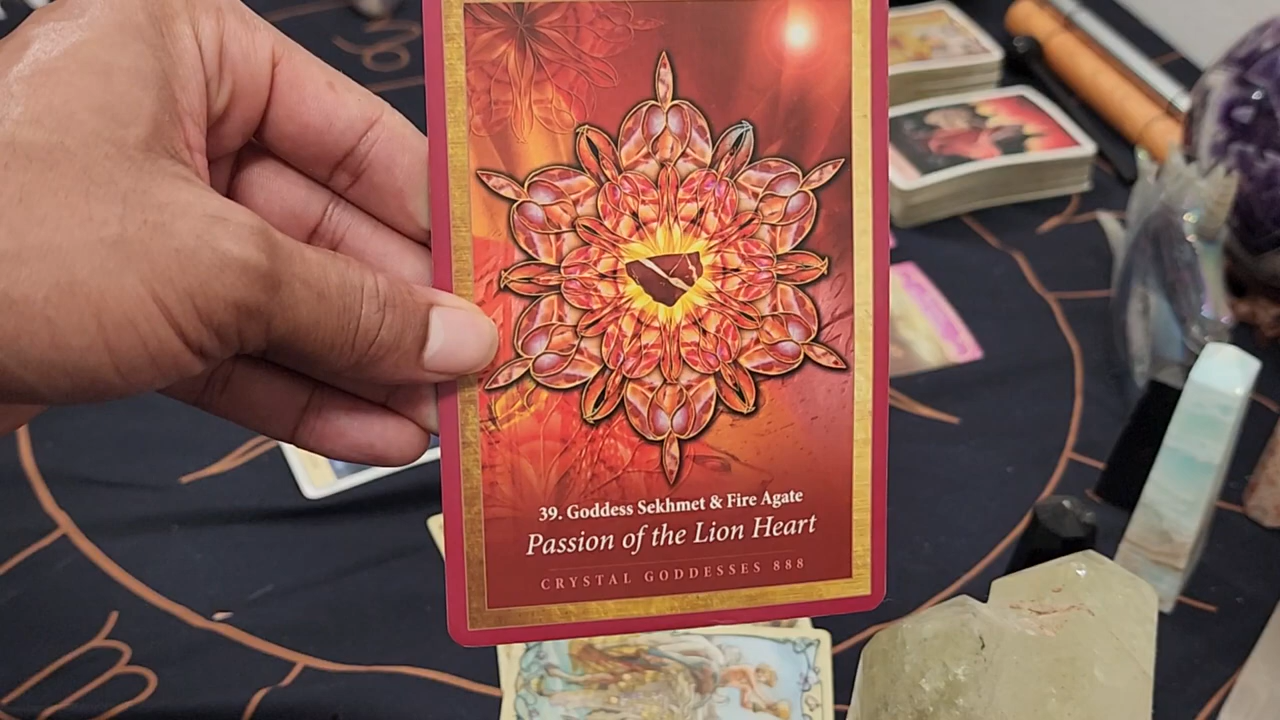 39. Goddess Sekhmet & Fire Agate
Passion of the Lion Heart
CRYSTAL GODDESSES 888